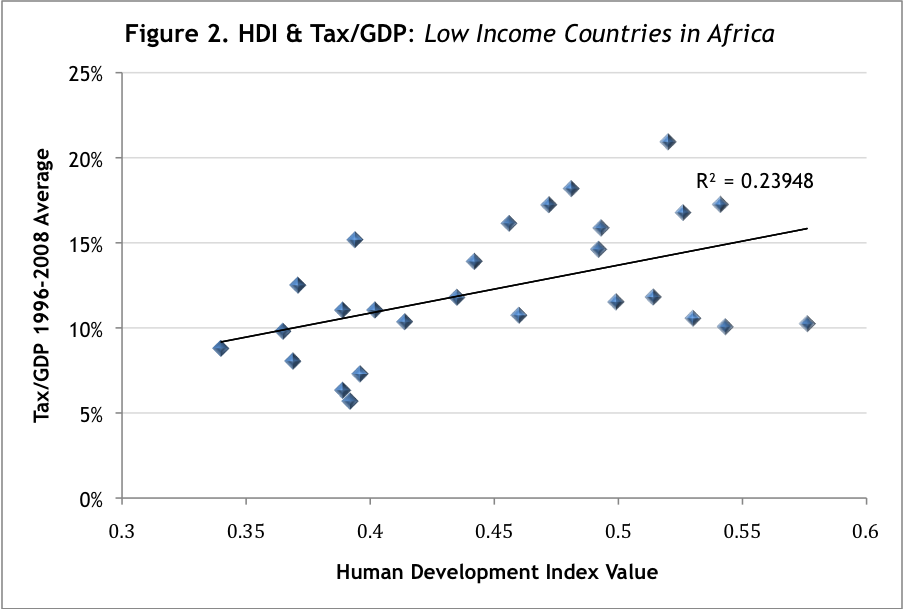 Figure 2. HDI & Tax/GDP: Low Income Countries in Africa
25%
20%
R² = 0.23948
15%
10%
5%
0%
Tax/GDP 1996-2008 Average
0.3 0.35 0.4 0.45 0.5 0.55 0.6
Human Development Index Value